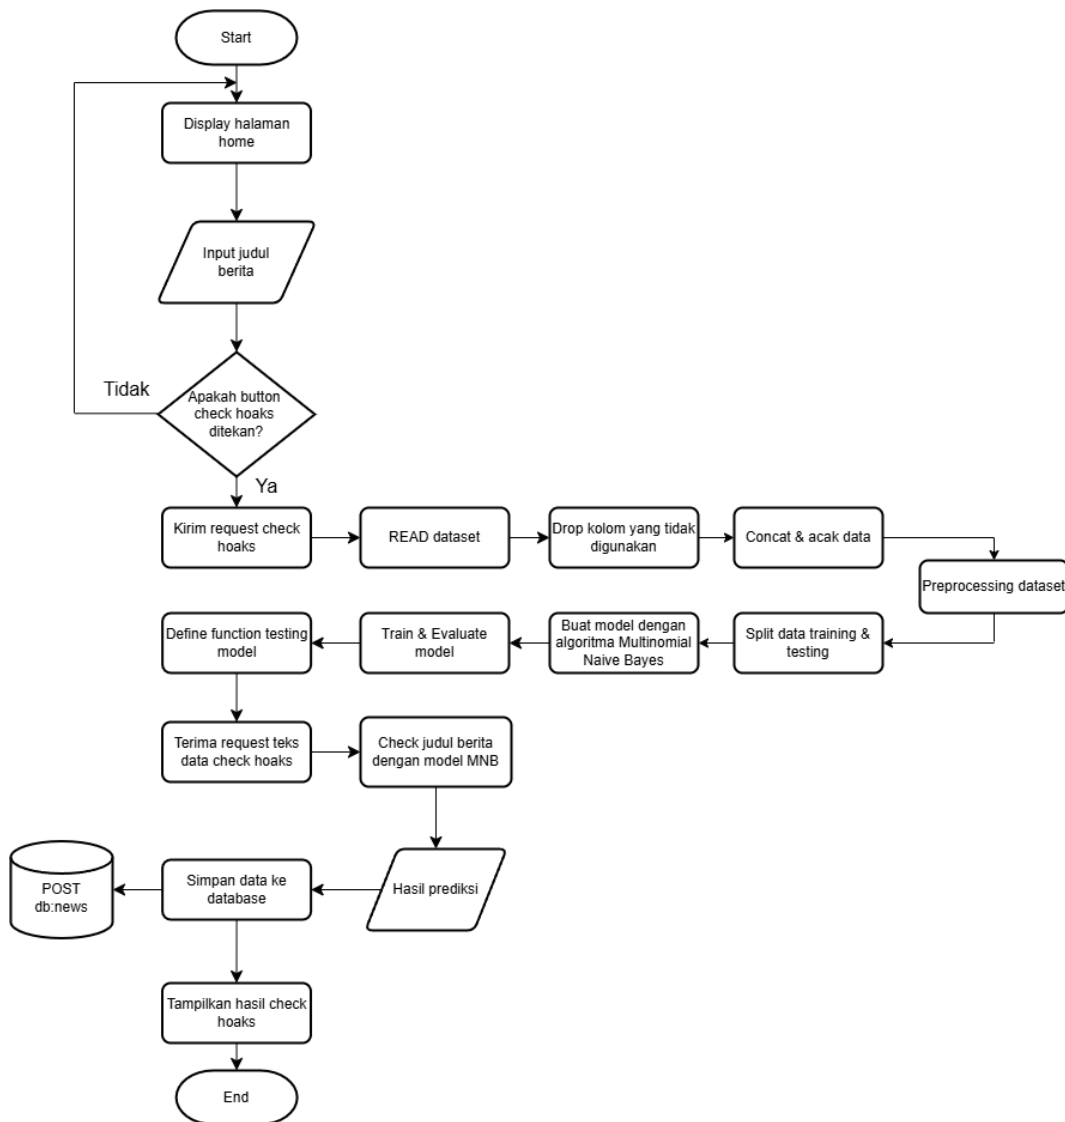 Start
Display halaman
home
Input judul
berita
Tidak
Apakah button
check hoaks
ditekan?
Ya
Kirim request check
hoaks
READ dataset
Drop kolom yang tidak
digunakan
Concat & acak data
Preprocessing dataset
Split data training &
testing
Buat model dengan
algoritma Multinomial
Naive Bayes
Train & Evaluate
model
Define function testing
model
Terima request teks
data check hoaks
Check judul berita
dengan model MNB
Hasil prediksi
Simpan data ke
database
POST
db:news
Tampilkan hasil check
hoaks
End